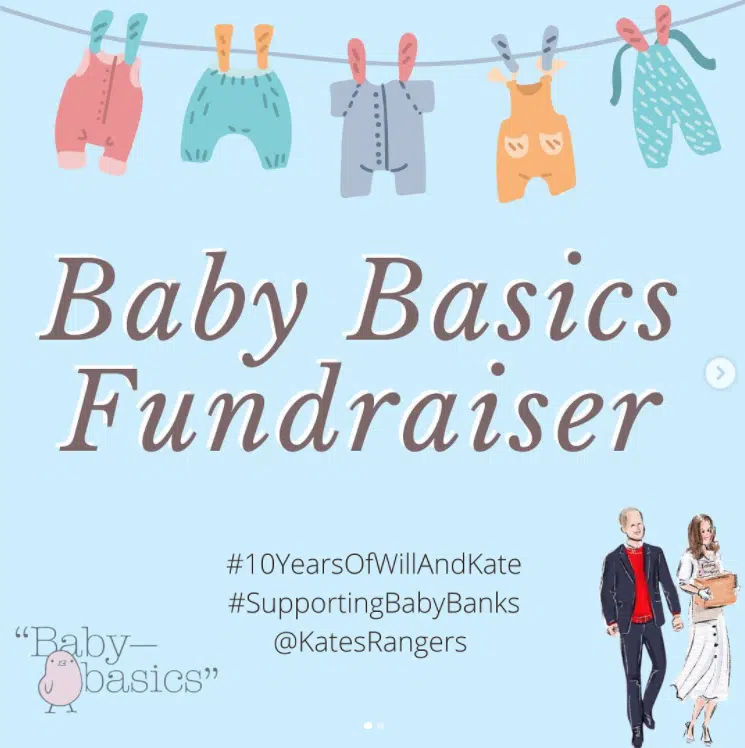 Baby Basics
Fundraiser
#10YearsOfWillAndKate
#SupportingBabyBanks
@KatesRangers
“Baby—
basics”